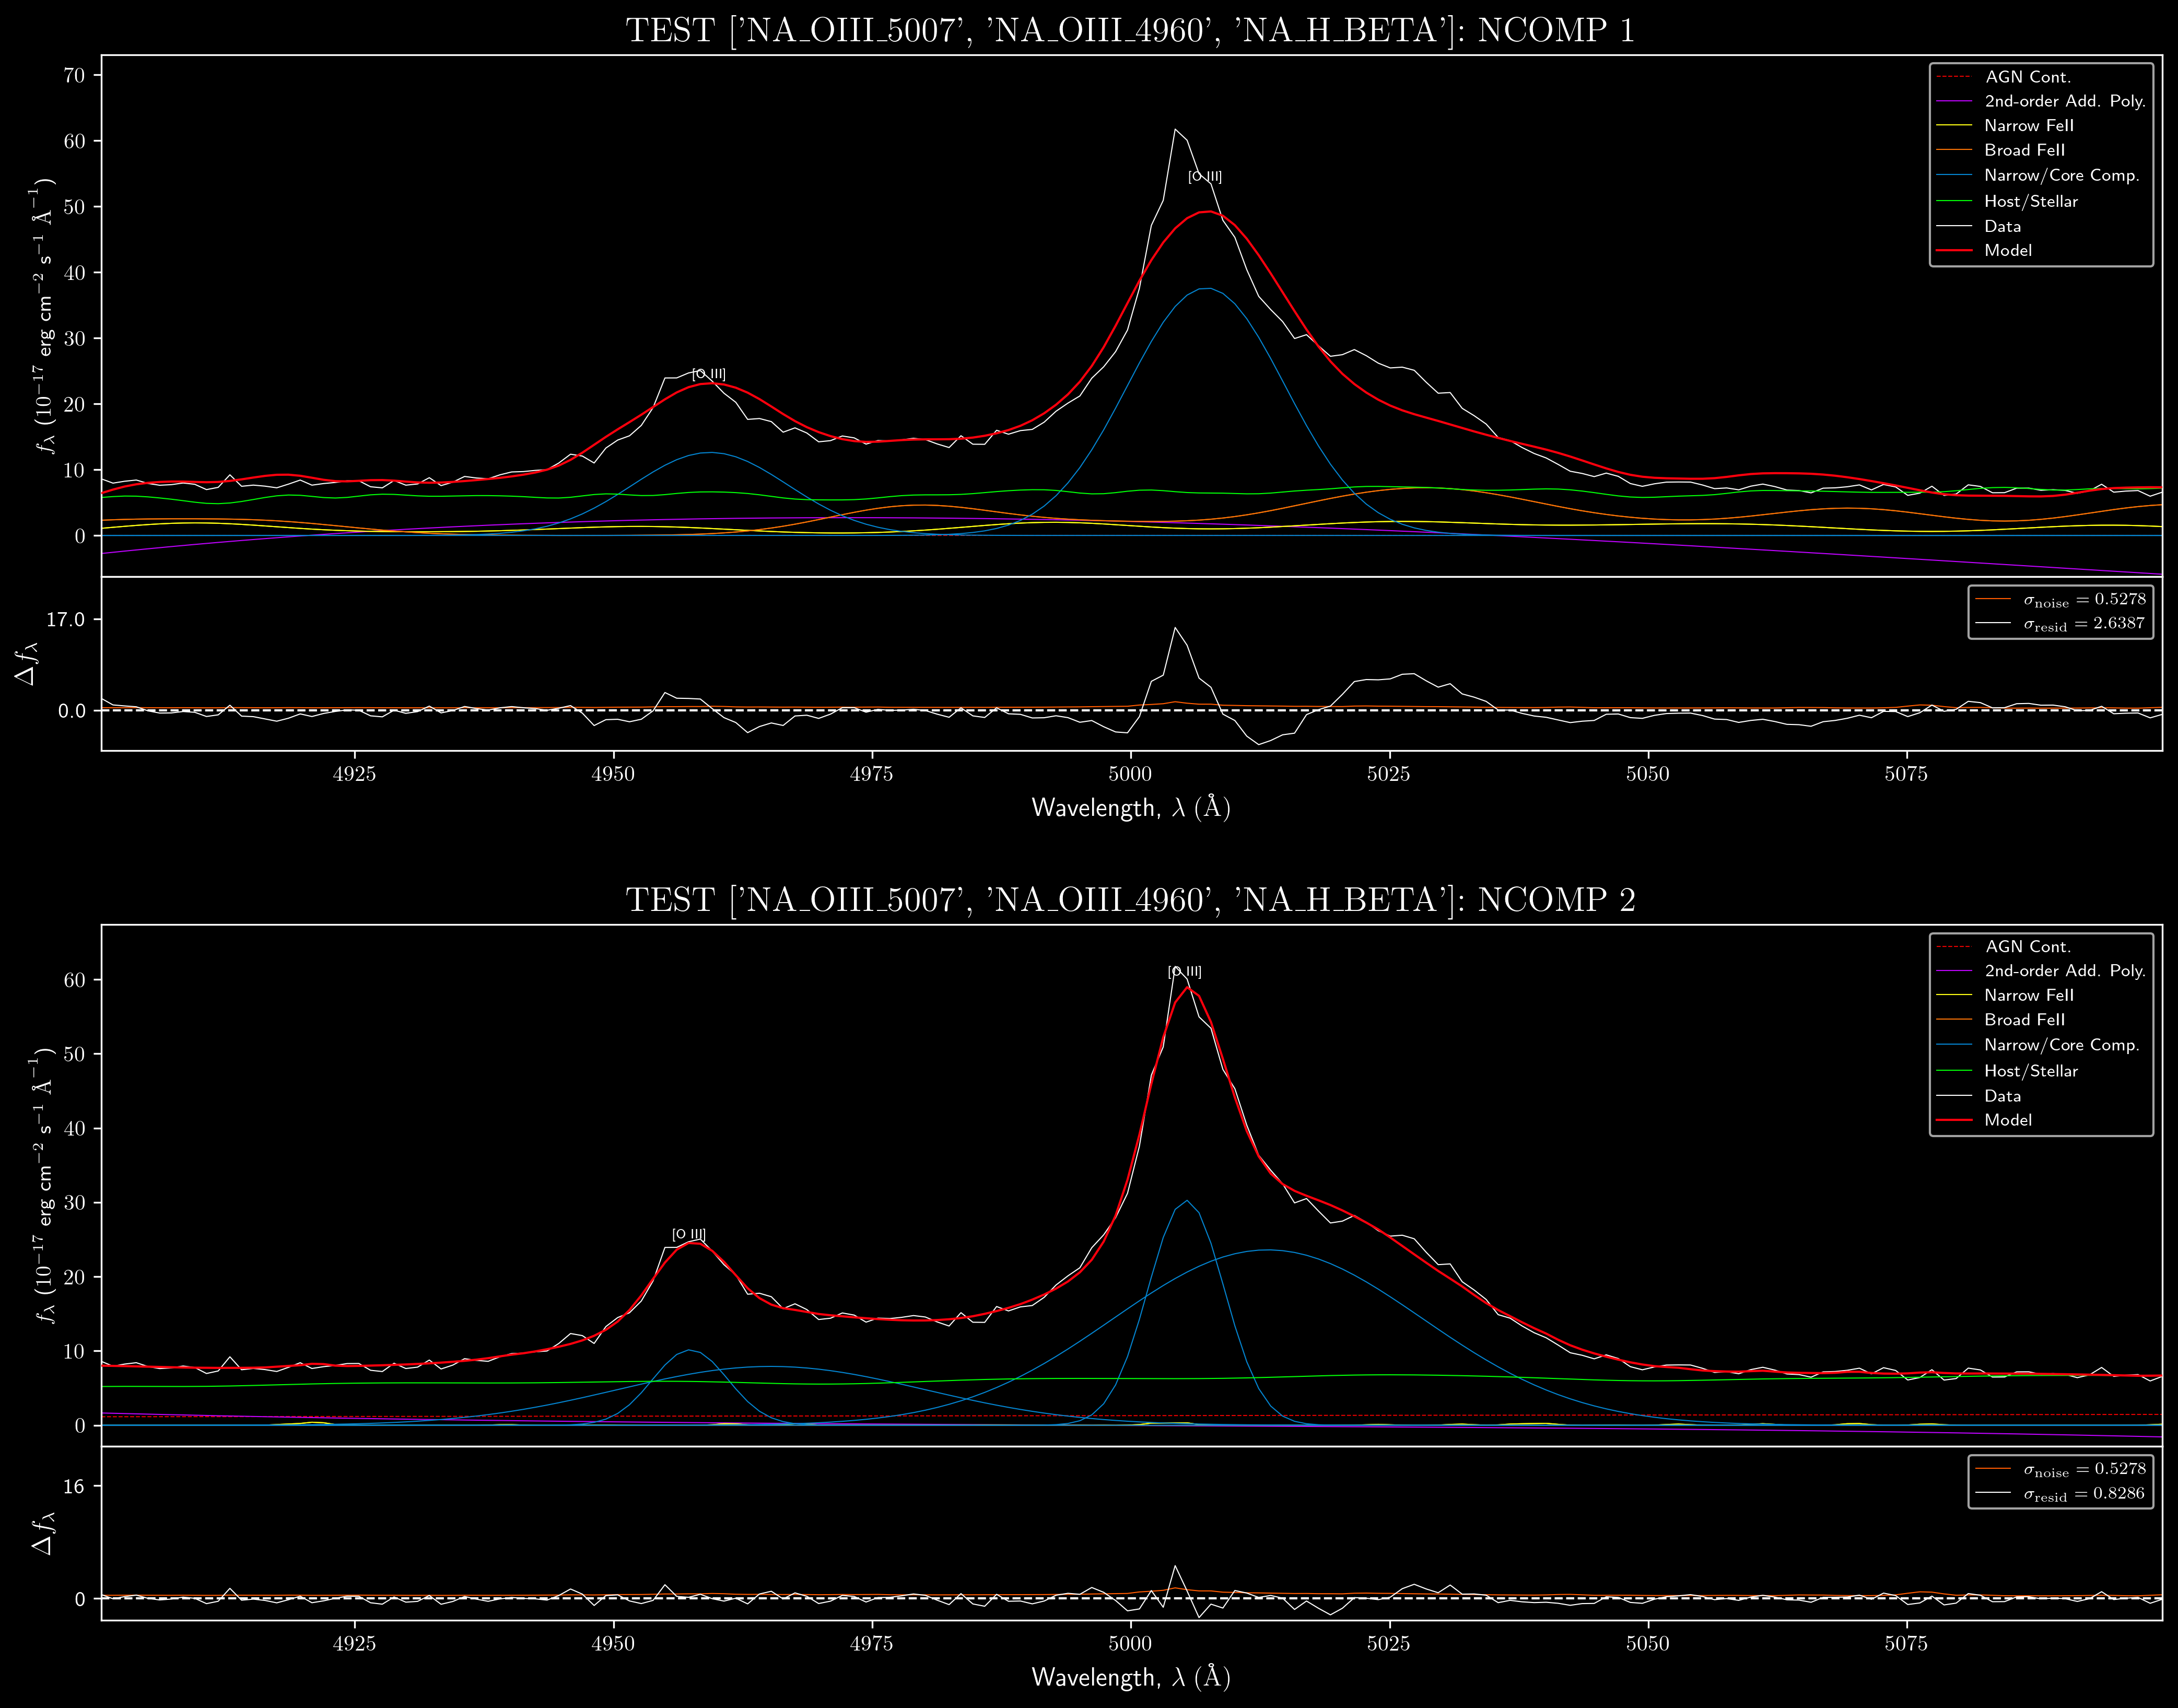 TEST ['NA_OIII_5007', 'NA_OIII_4960', 'NA_H_BETA']: NCOMP 1
70
60
50
40
30
20
10
0
fλ (10−17 erg cm−2 s−1 Å−1)
[O III]
[O III]
AGN Cont.
2nd-order Add. Poly.
Narrow FeII
Broad FeII
Narrow/Core Comp.
Host/Stellar
Data
Model
17.0
0.0
Δfλ
σnoise = 0.5278
σresid = 2.6387
4925 4950 4975 5000 5025 5050 5075
Wavelength, λ (Å)
TEST ['NA_OIII_5007', 'NA_OIII_4960', 'NA_H_BETA']: NCOMP 2
60
50
40
30
20
10
0
fλ (10−17 erg cm−2 s−1 Å−1)
[O III]
[O III]
AGN Cont.
2nd-order Add. Poly.
Narrow FeII
Broad FeII
Narrow/Core Comp.
Host/Stellar
Data
Model
16
0
Δfλ
σnoise = 0.5278
σresid = 0.8286
4925 4950 4975 5000 5025 5050 5075
Wavelength, λ (Å)